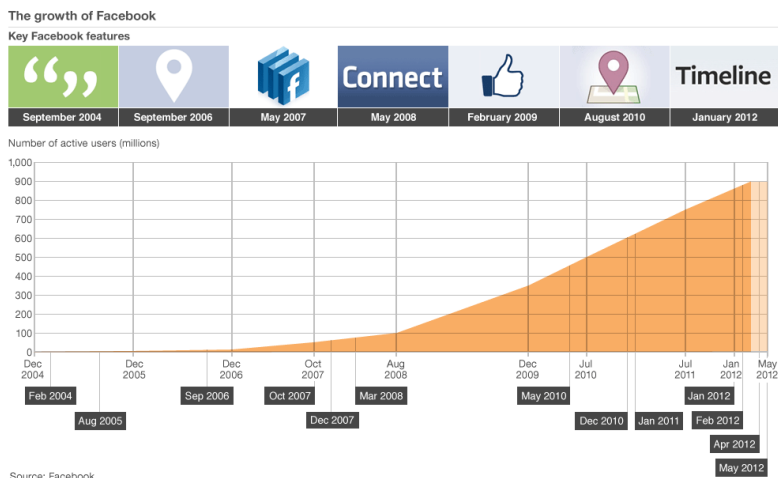 The growth of Facebook
Key Facebook features
“ ”
f
Connect
Timeline
September 2004 September 2006 May 2007 May 2008 February 2009 August 2010 January 2012
Number of active users (millions)
1,000
900
800
700
600
500
400
300
200
100
0
Dec 2004 Dec 2005 Dec 2006 Oct 2007 Aug 2008 Dec 2009 Jul 2010 Jul 2011 Jan 2012 May 2012
Feb 2004 Sep 2006 Oct 2007 Mar 2008 May 2010 Jan 2012
Aug 2005 Dec 2007 Dec 2010 Jan 2011 Feb 2012
Apr 2012
May 2012
Source: Facebook